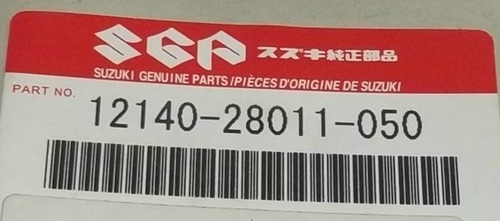 SGP スズキ純正部品
SUZUKI GENUINE PARTS/PIÈCES D'ORIGINE DE SUZUKI
PART NO. 12140-28011-050